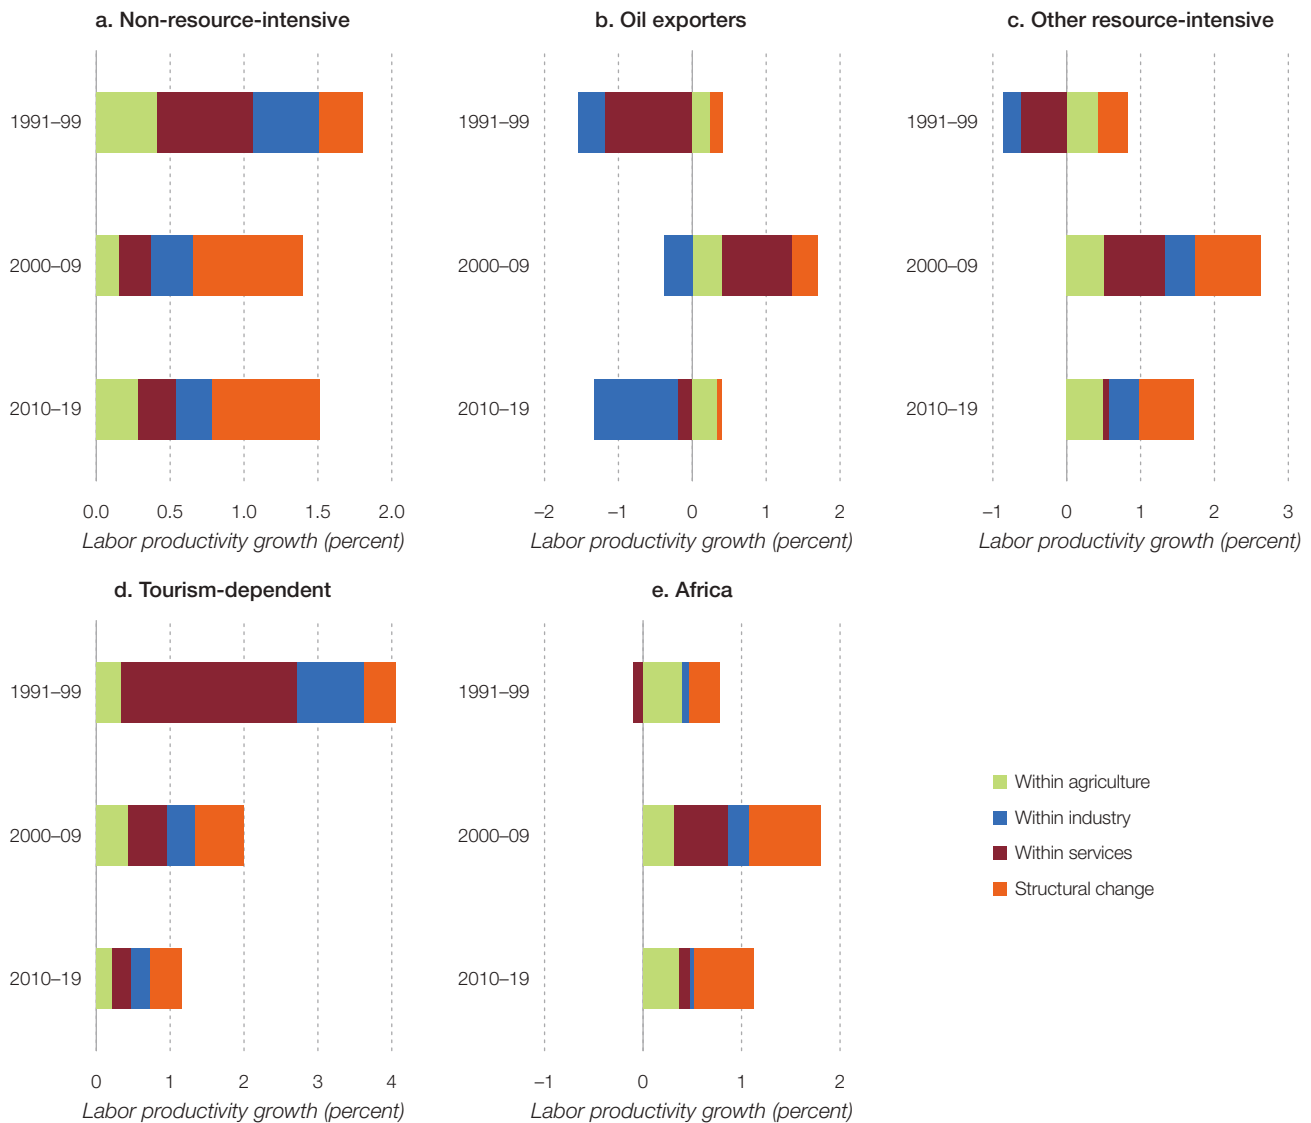 a. Non-resource-intensive
1991–99
2000–09
2010–19
0.0 0.5 1.0 1.5 2.0
Labor productivity growth (percent)
b. Oil exporters
1991–99
2000–09
2010–19
–2 –1 0 1 2
Labor productivity growth (percent)
c. Other resource-intensive
1991–99
2000–09
2010–19
–1 0 1 2 3
Labor productivity growth (percent)
d. Tourism-dependent
1991–99
2000–09
2010–19
0 1 2 3 4
Labor productivity growth (percent)
e. Africa
1991–99
2000–09
2010–19
–1 0 1 2
Labor productivity growth (percent)
Within agriculture
Within industry
Within services
Structural change